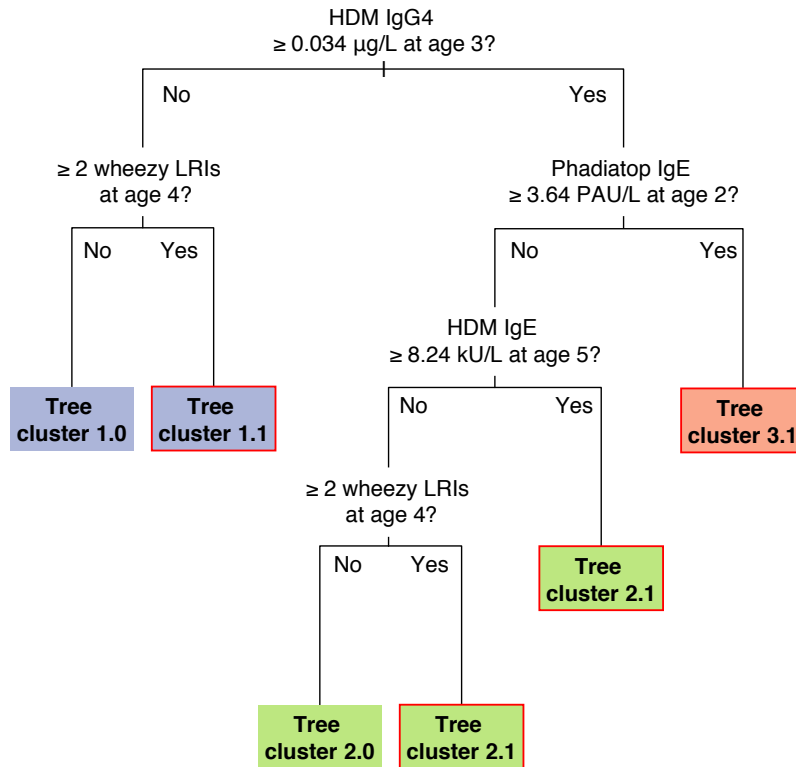 HDM IgG4
≥ 0.034 µg/L at age 3?
No
Yes
≥ 2 wheezy LRIs
at age 4?
Phadiatop IgE
≥ 3.64 PAU/L at age 2?
No
Yes
No
Yes
HDM IgE
≥ 8.24 kU/L at age 5?
Tree
cluster 1.0
Tree
cluster 1.1
No
Yes
Tree
cluster 3.1
≥ 2 wheezy LRIs
at age 4?
No
Yes
Tree
cluster 2.1
Tree
cluster 2.0
Tree
cluster 2.1